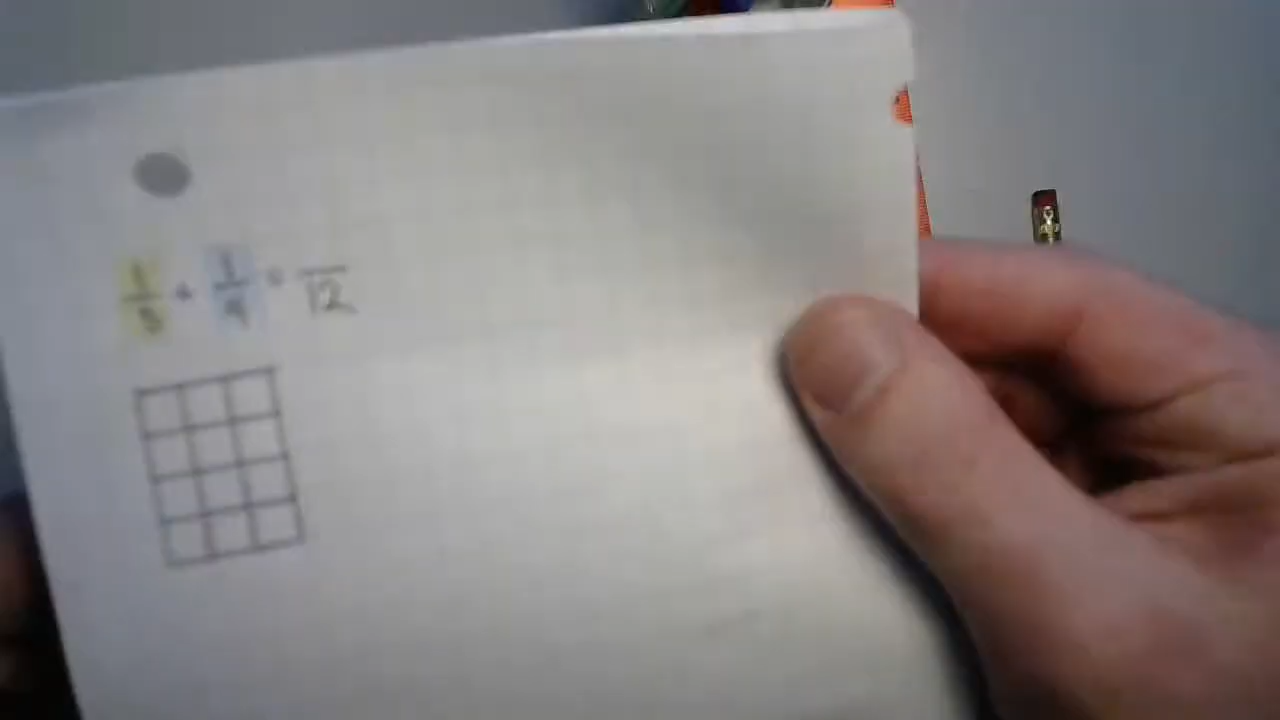 1/3 + 1/4 = /12